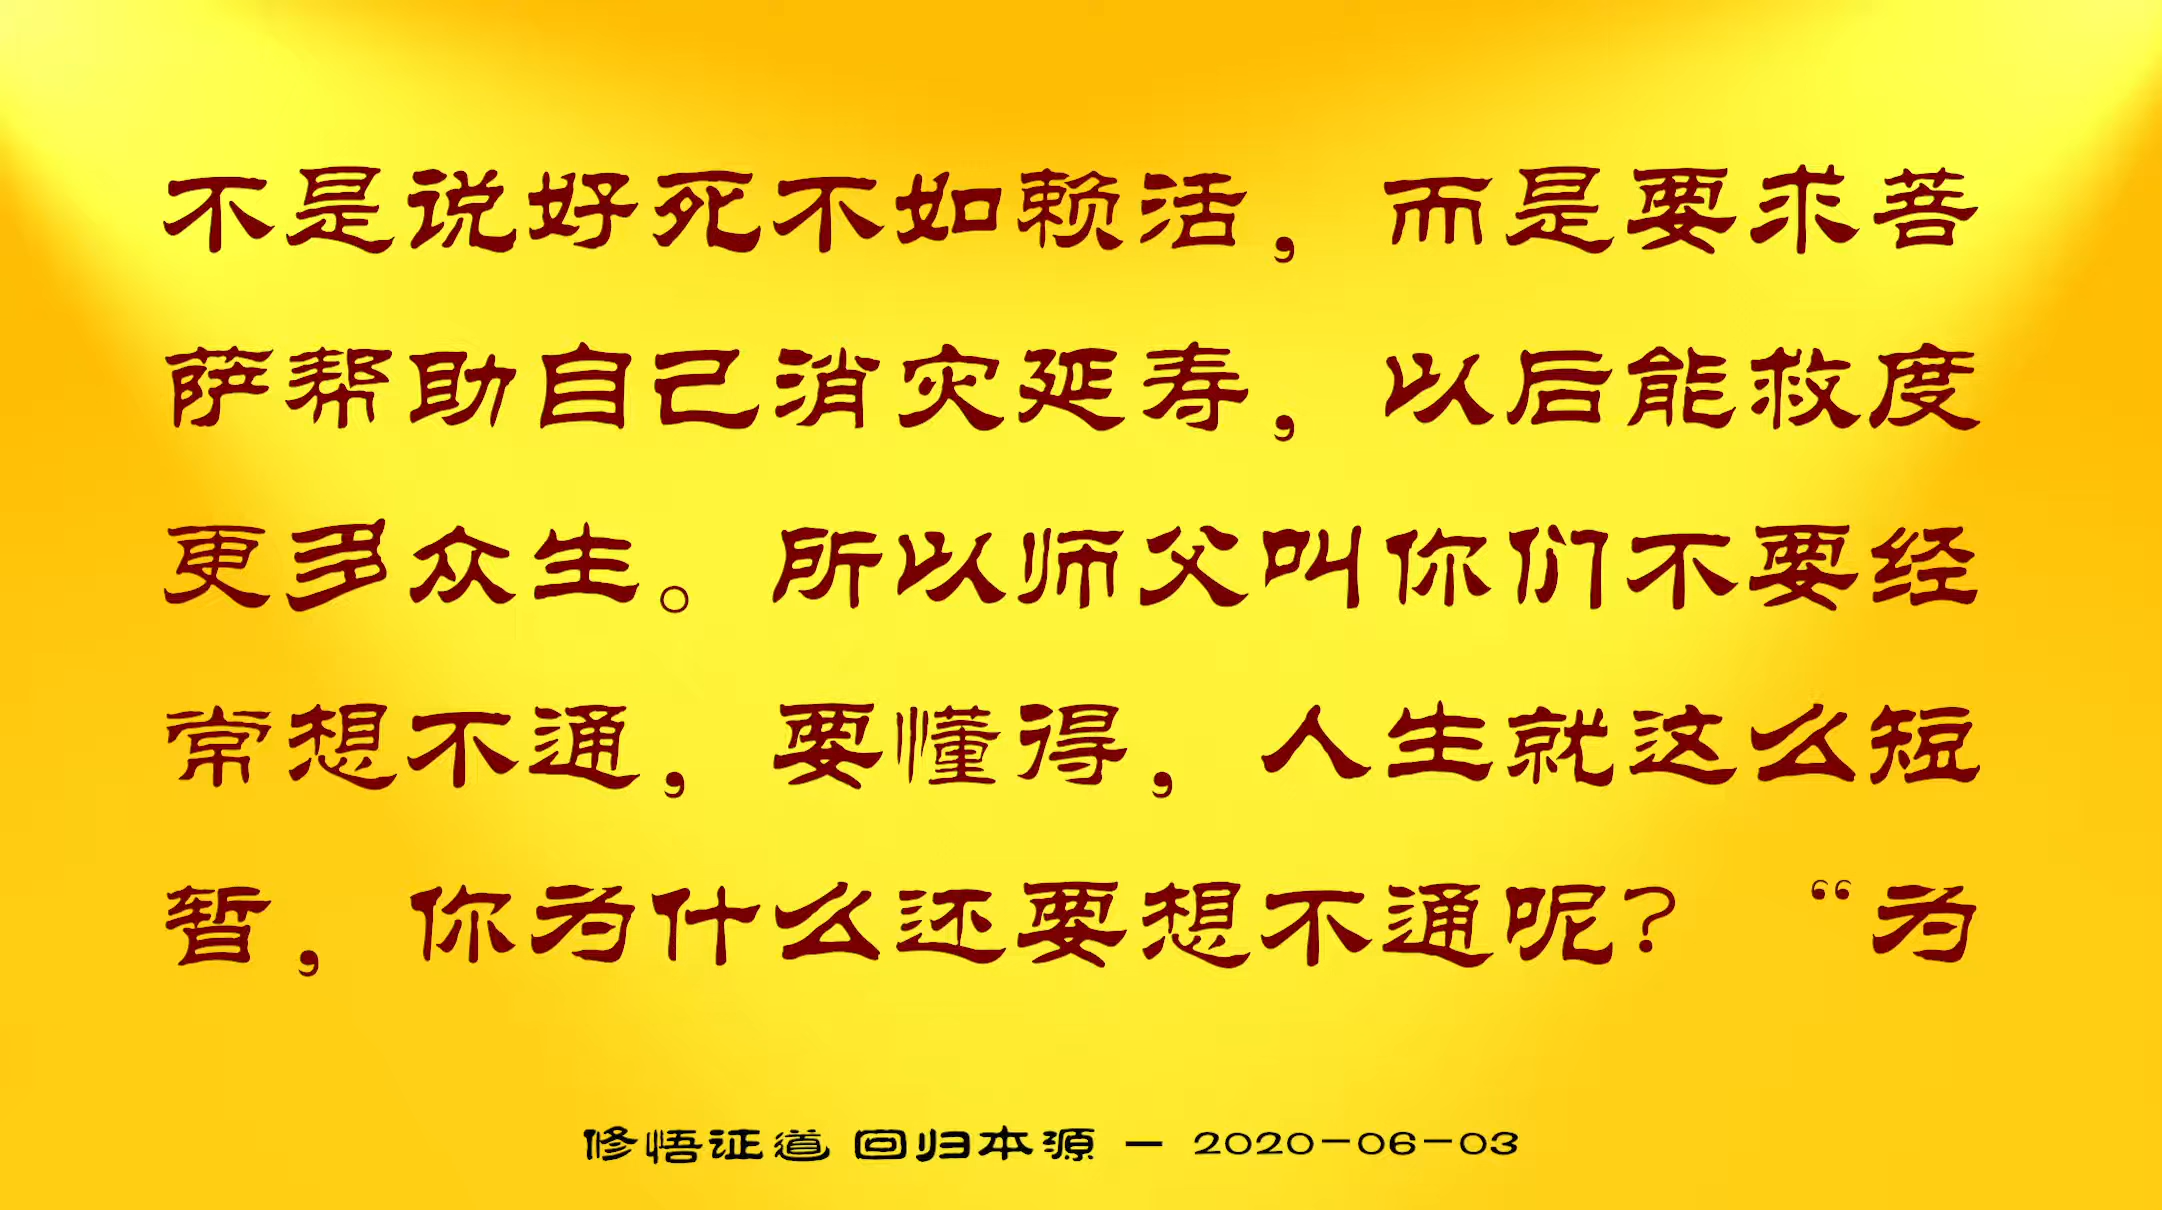 不是说好死不如赖活，而是要求菩
萨帮助自己消灾延寿，以后能救度
更多众生。所以师父叫你们不要经
常想不通，要懂得，人生就这么短
暂，你为什么还要想不通呢？“为
修悟证道 回归本源 — 2020-06-03